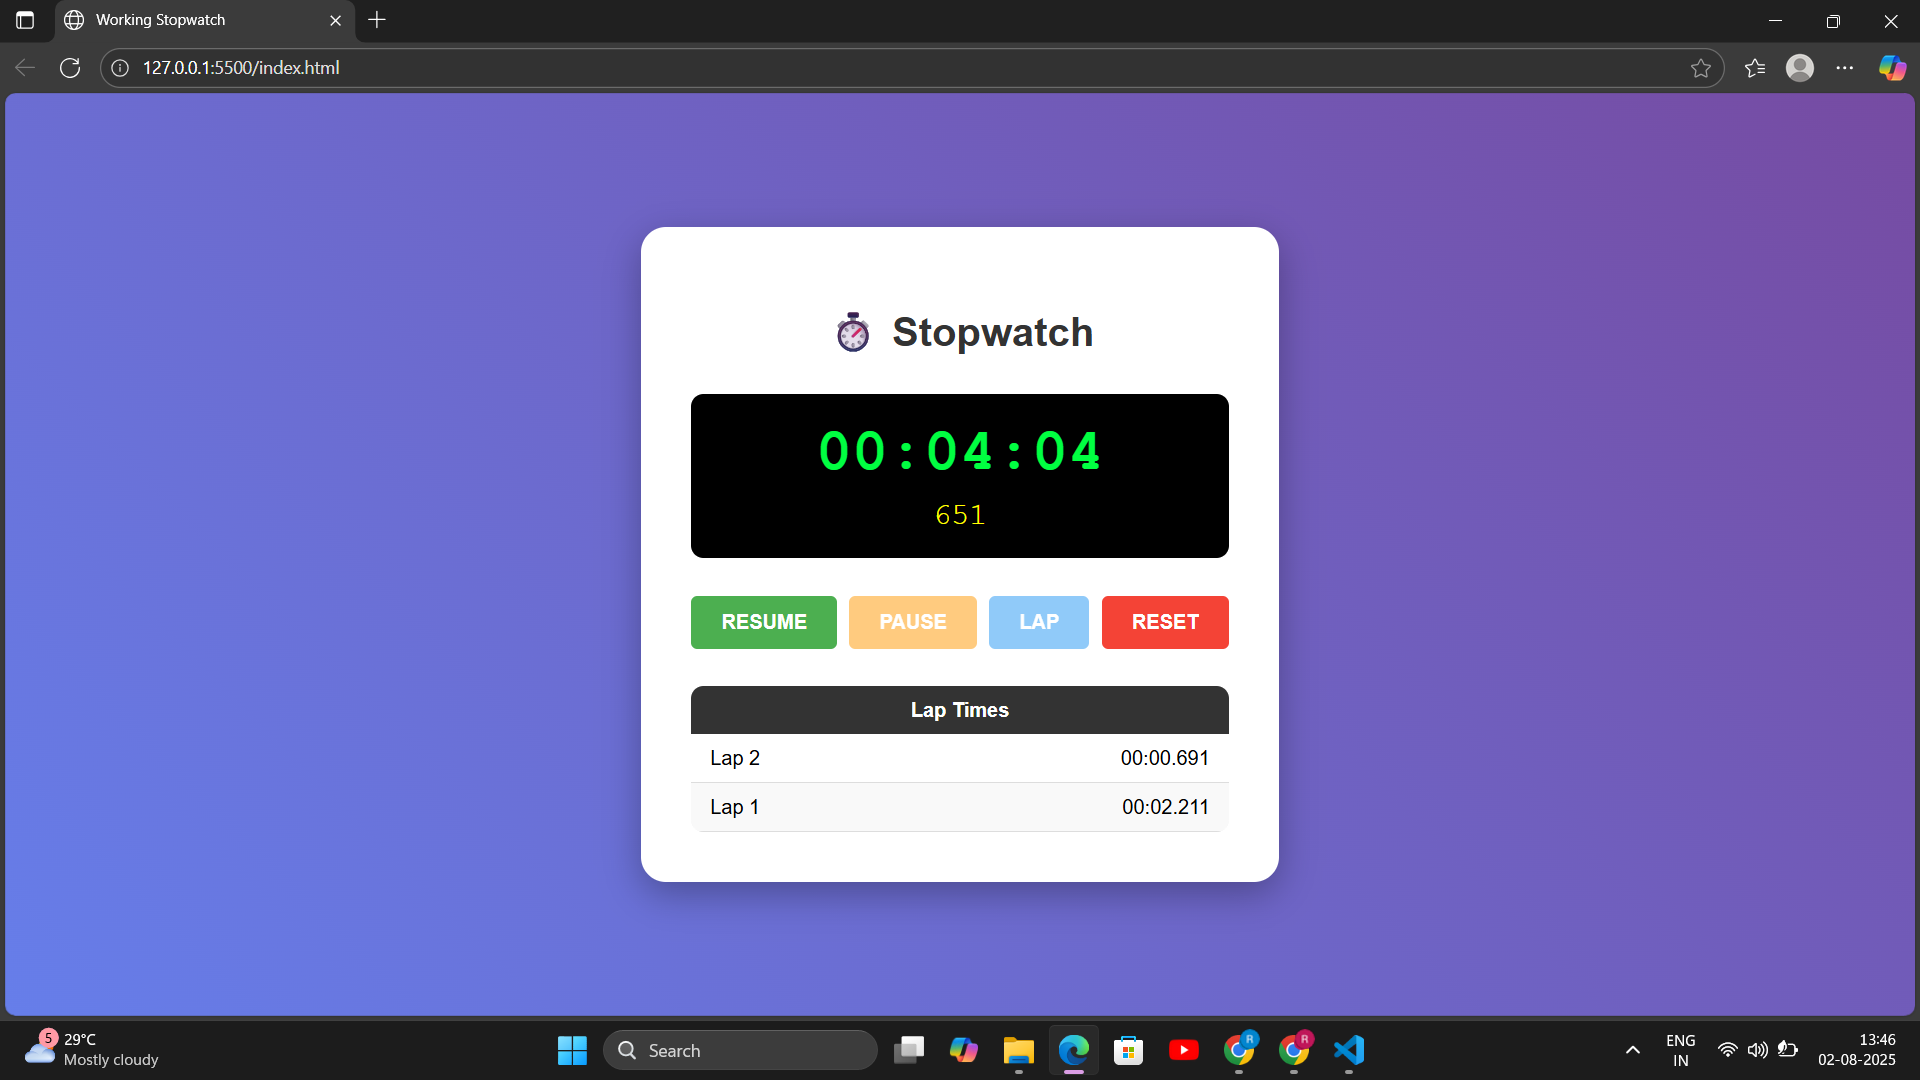 Working Stopwatch
127.0.0.1:5500/index.html
Stopwatch
00:04:04
651
RESUME PAUSE LAP RESET
Lap Times
Lap 2 00:00.691
Lap 1 00:02.211
5
29°C
Mostly cloudy
Search
R
R
ENG
IN
13:46
02-08-2025